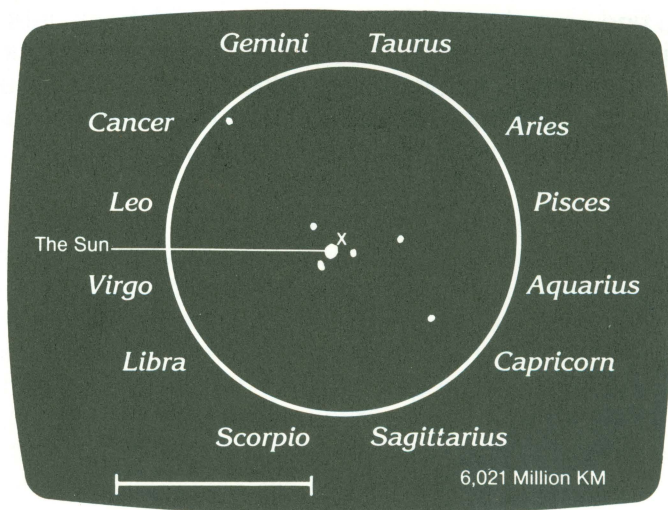 Gemini Taurus
Cancer Aries
Leo Pisces
X
The Sun
Virgo Aquarius
Libra Capricorn
Scorpio Sagittarius
6,021 Million KM